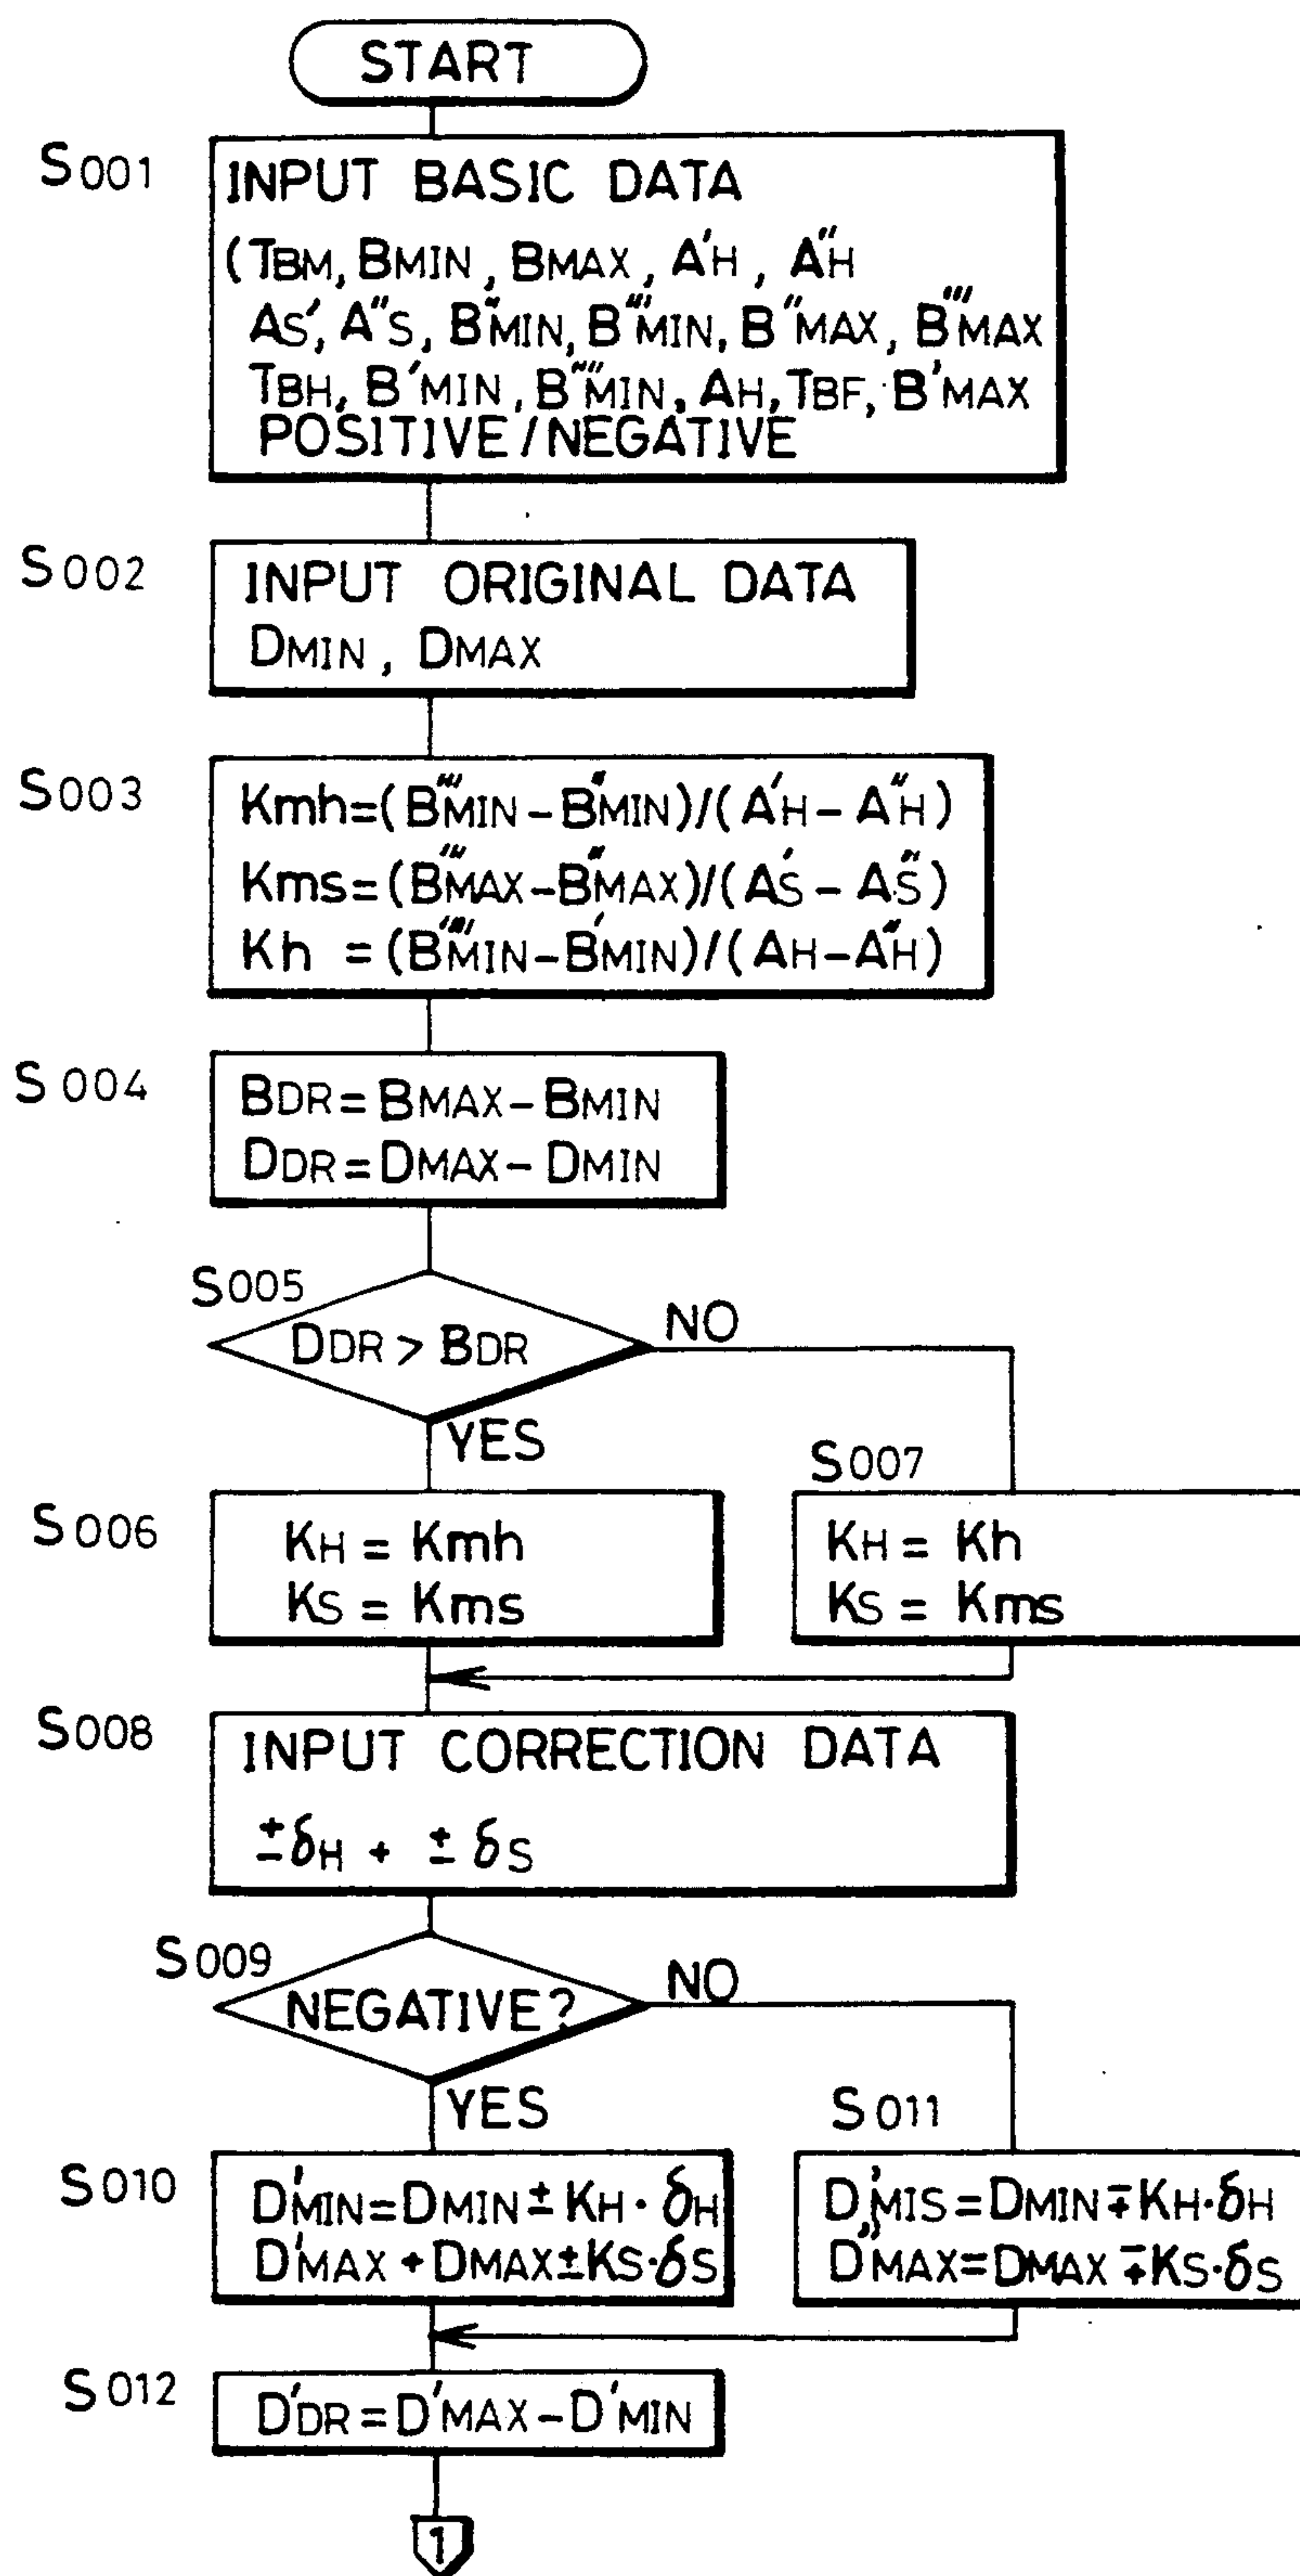 START
S001
INPUT BASIC DATA
(TBM, BMIN, BMAX, A'H, A"H
AS', A"S, B"MIN, B'''MIN, B"MAX, B'''MAX
TBH, B'MIN, B""MIN, AH, TBF, B'MAX
POSITIVE/NEGATIVE
S002
INPUT ORIGINAL DATA
DMIN, DMAX
S003
Kmh=(B'''MIN-B"MIN)/(A'H-A"H)
Kms=(B'''MAX-B"MAX)/(A'S-A"S)
Kh =(B""MIN-B'MIN)/(AH-A"H)
S004
BDR=BMAX-BMIN
DDR=DMAX-DMIN
S005
DDR > BDR
NO
YES
S006
KH = Kmh
KS = Kms
S007
KH = Kh
KS = Kms
S008
INPUT CORRECTION DATA
±δH + ± δS
S009
NEGATIVE?
NO
YES
S010
D'MIN=DMIN±KH·δH
D'MAX+DMAX±KS·δS
S011
D'MIS=DMIN∓KH·δH
D"MAX=DMAX∓KS·δS
S012
D'DR=D'MAX-D'MIN
1